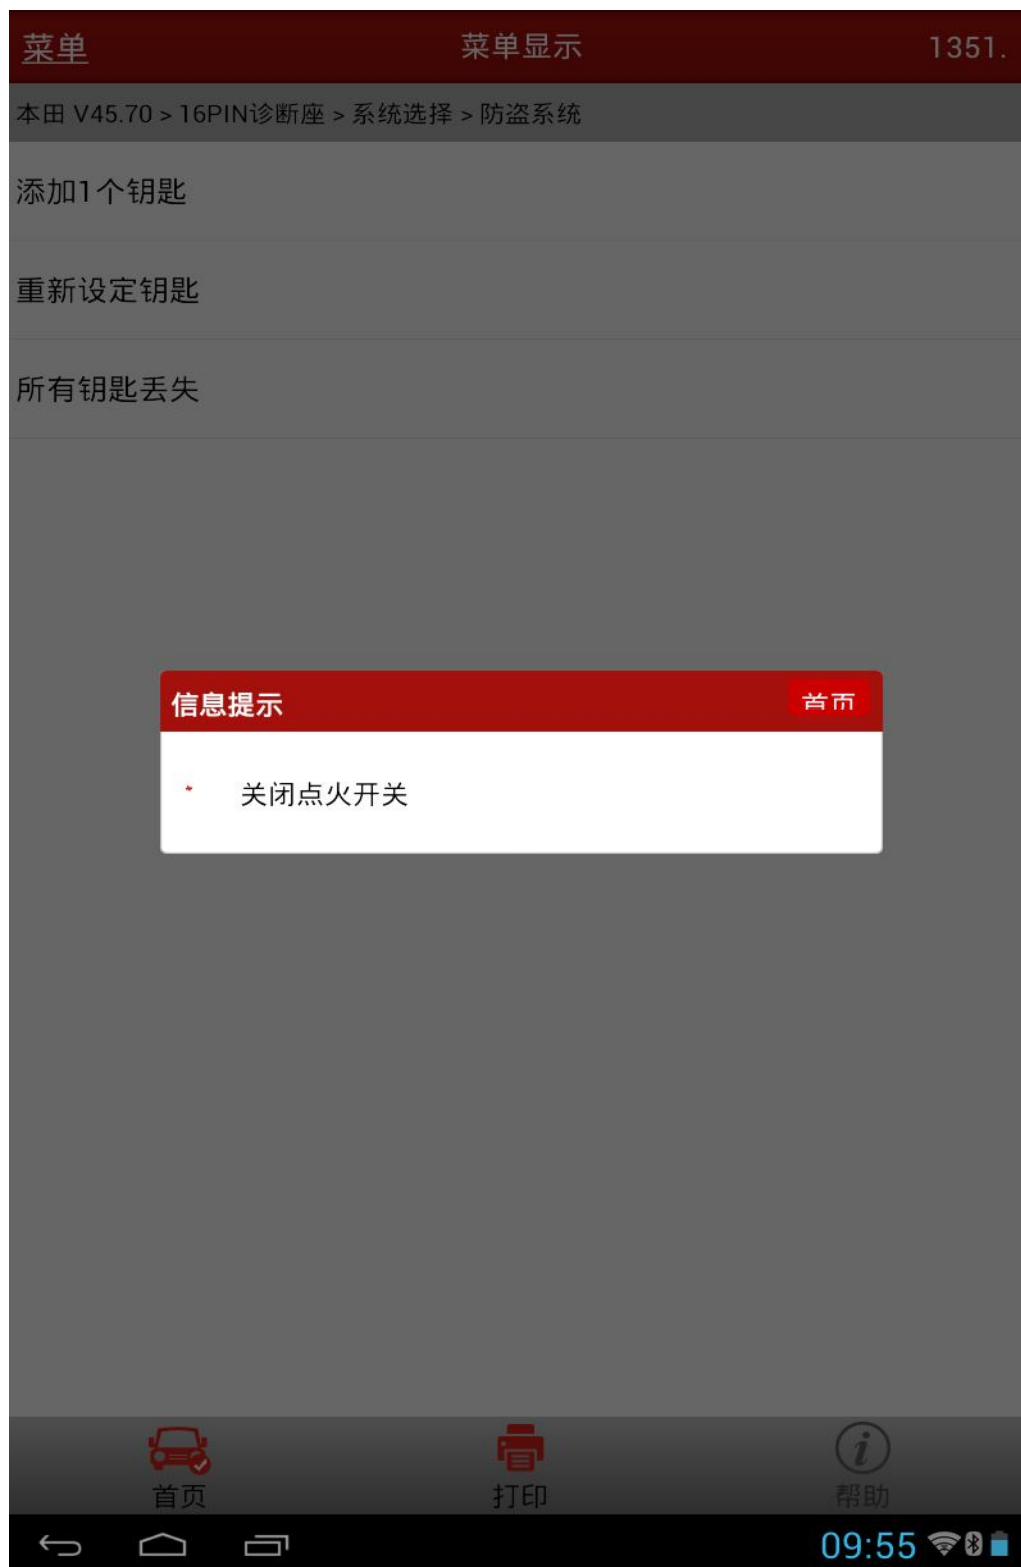 菜单 菜单显示 1351.
本田 V45.70 > 16PIN诊断座 > 系统选择 > 防盗系统
添加1个钥匙
重新设定钥匙
所有钥匙丢失
信息提示 首页
关闭点火开关
首页 打印 帮助
09:55